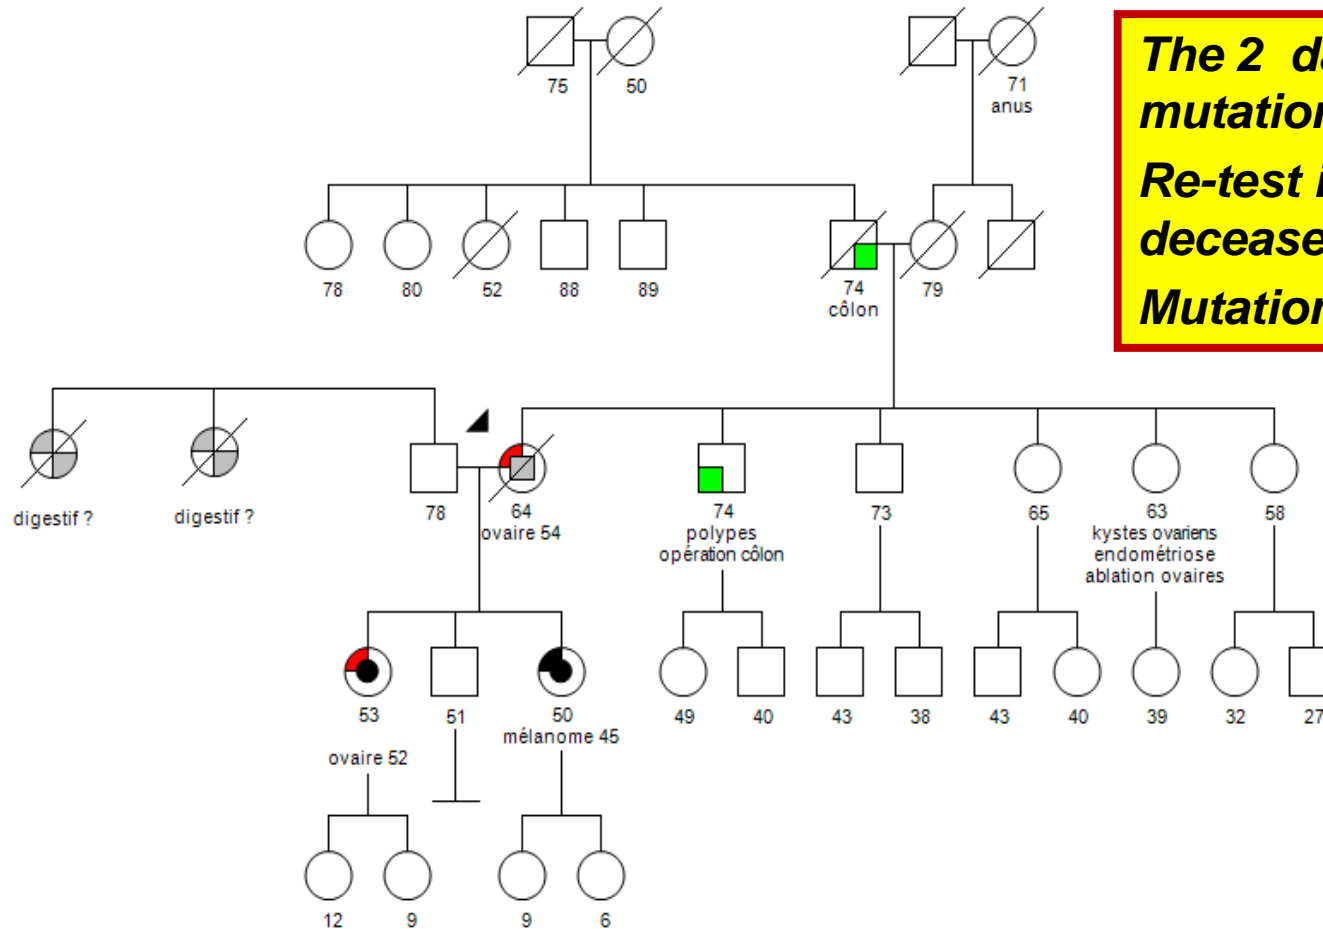 The 2 da
mutation
Re-test i
decease
Mutation
75 50
71
anus
78 80 52 88 89
74
côlon
79
digestif ?
digestif ?
78
64
ovaire 54
74
polypes
opération côlon
73
65
63
kystes ovariens
endométriose
ablation ovaires
58
53
ovaire 52
51
50
mélanome 45
49 40 43 38 43 40 39 32 27
12 9 9 6